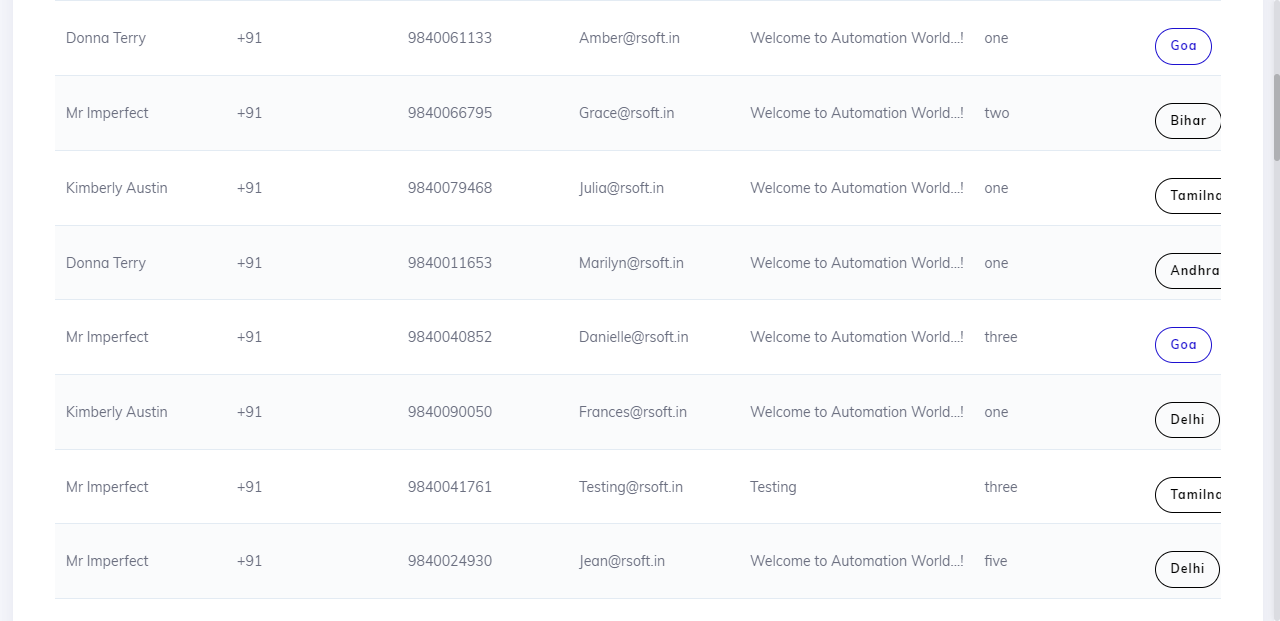 Donna Terry +91 9840061133 Amber@rsoft.in Welcome to Automation World...! one Goa
Mr Imperfect +91 9840066795 Grace@rsoft.in Welcome to Automation World...! two Bihar
Kimberly Austin +91 9840079468 Julia@rsoft.in Welcome to Automation World...! one
Donna Terry +91 9840011653 Marilyn@rsoft.in Welcome to Automation World...! one Andhra
Mr Imperfect +91 9840040852 Danielle@rsoft.in Welcome to Automation World...! three Goa
Kimberly Austin +91 9840090050 Frances@rsoft.in Welcome to Automation World...! one Delhi
Mr Imperfect +91 9840041761 Testing@rsoft.in Testing three
Mr Imperfect +91 9840024930 Jean@rsoft.in Welcome to Automation World...! five Delhi